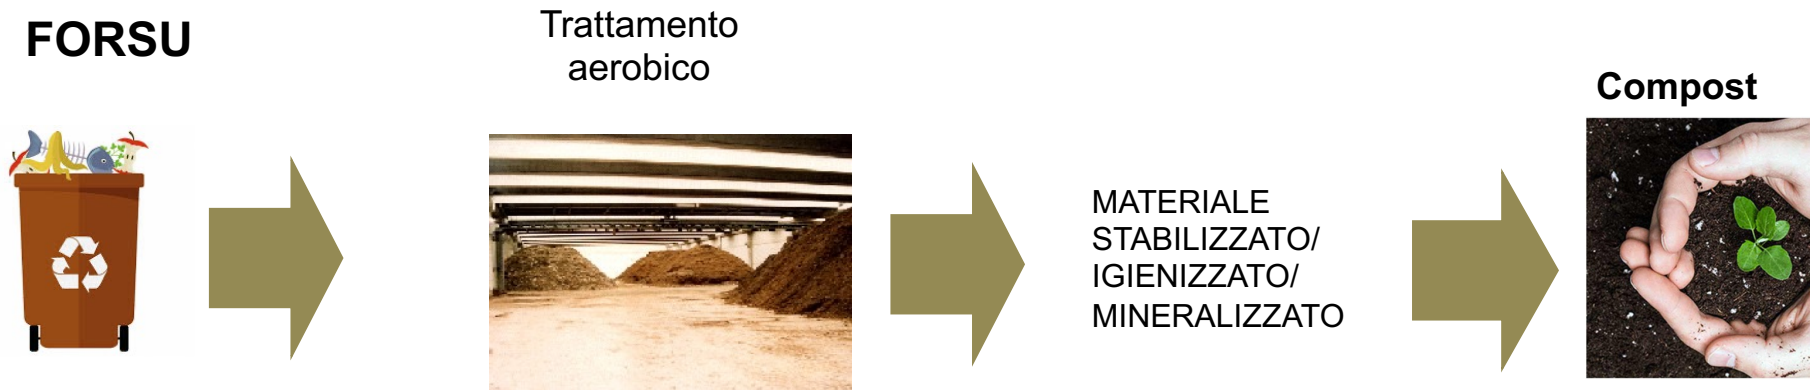 FORSU
Trattamento
aerobico
MATERIALE
STABILIZZATO/
IGIENIZZATO/
MINERALIZZATO
Compost